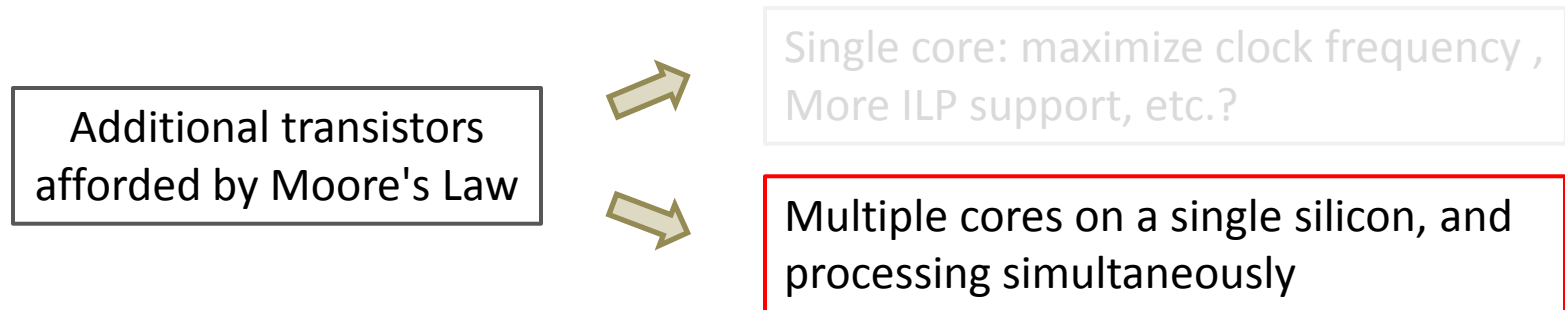 Additional transistors
afforded by Moore's Law
Single core: maximize clock frequency ,
More ILP support, etc.?
Multiple cores on a single silicon, and
processing simultaneously